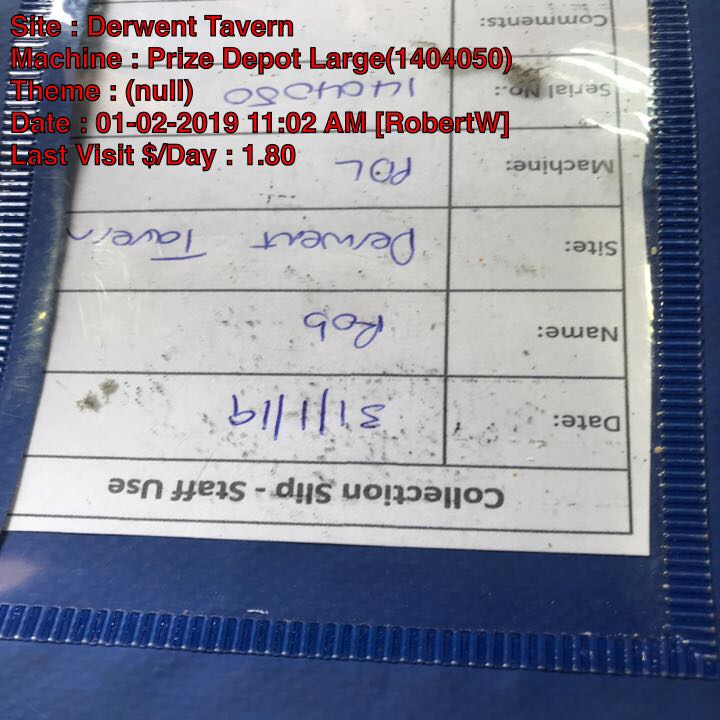 Site : Derwent Tavern
Machine : Prize Depot Large(1404050)
Theme : (null)
Date : 01-02-2019 11:02 AM [RobertW]
Last Visit $/Day : 1.80
Collection Slip - Staff Use
Date: 31/1/19
Name: Rob
Site: Derwent Tavern
Machine: PDL
Serial No.: 1404050
Comments: